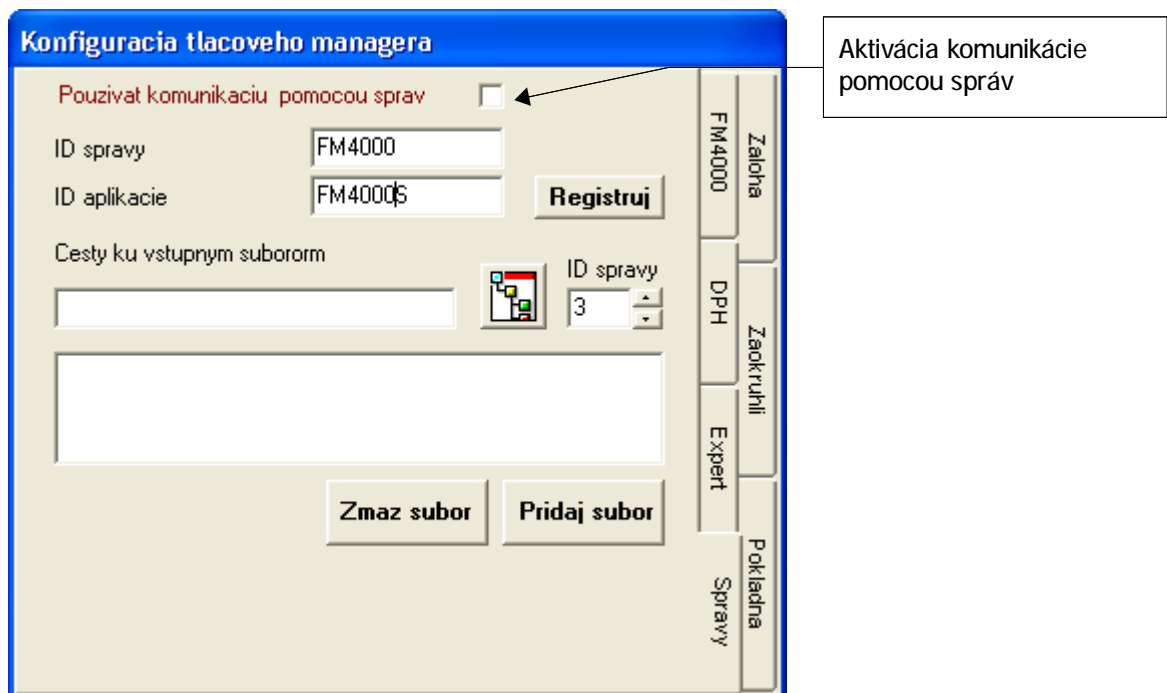 Konfiguracia tlacoveho managera
Aktivácia komunikácie
pomocou správ
Pouzivat komunikaciu pomocou sprav
ID spravy
FM4000
ID aplikacie
FM4000S
Registruj
Cesty ku vstupnym subororm
ID spravy
3
Zmaz subor
Pridaj subor
FM4000
DPH
Expert
Spravy
Zaloha
Zaokruhli
Pokladna